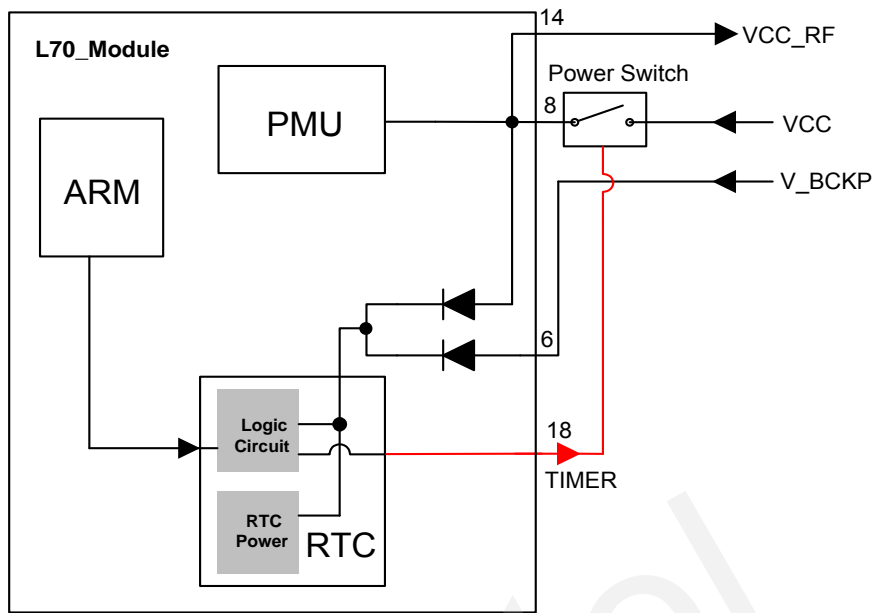 14
L70_Module
VCC_RF
Power Switch
PMU
8
VCC
ARM
V_BCKP
6
Logic
Circuit
18
TIMER
RTC
Power
RTC